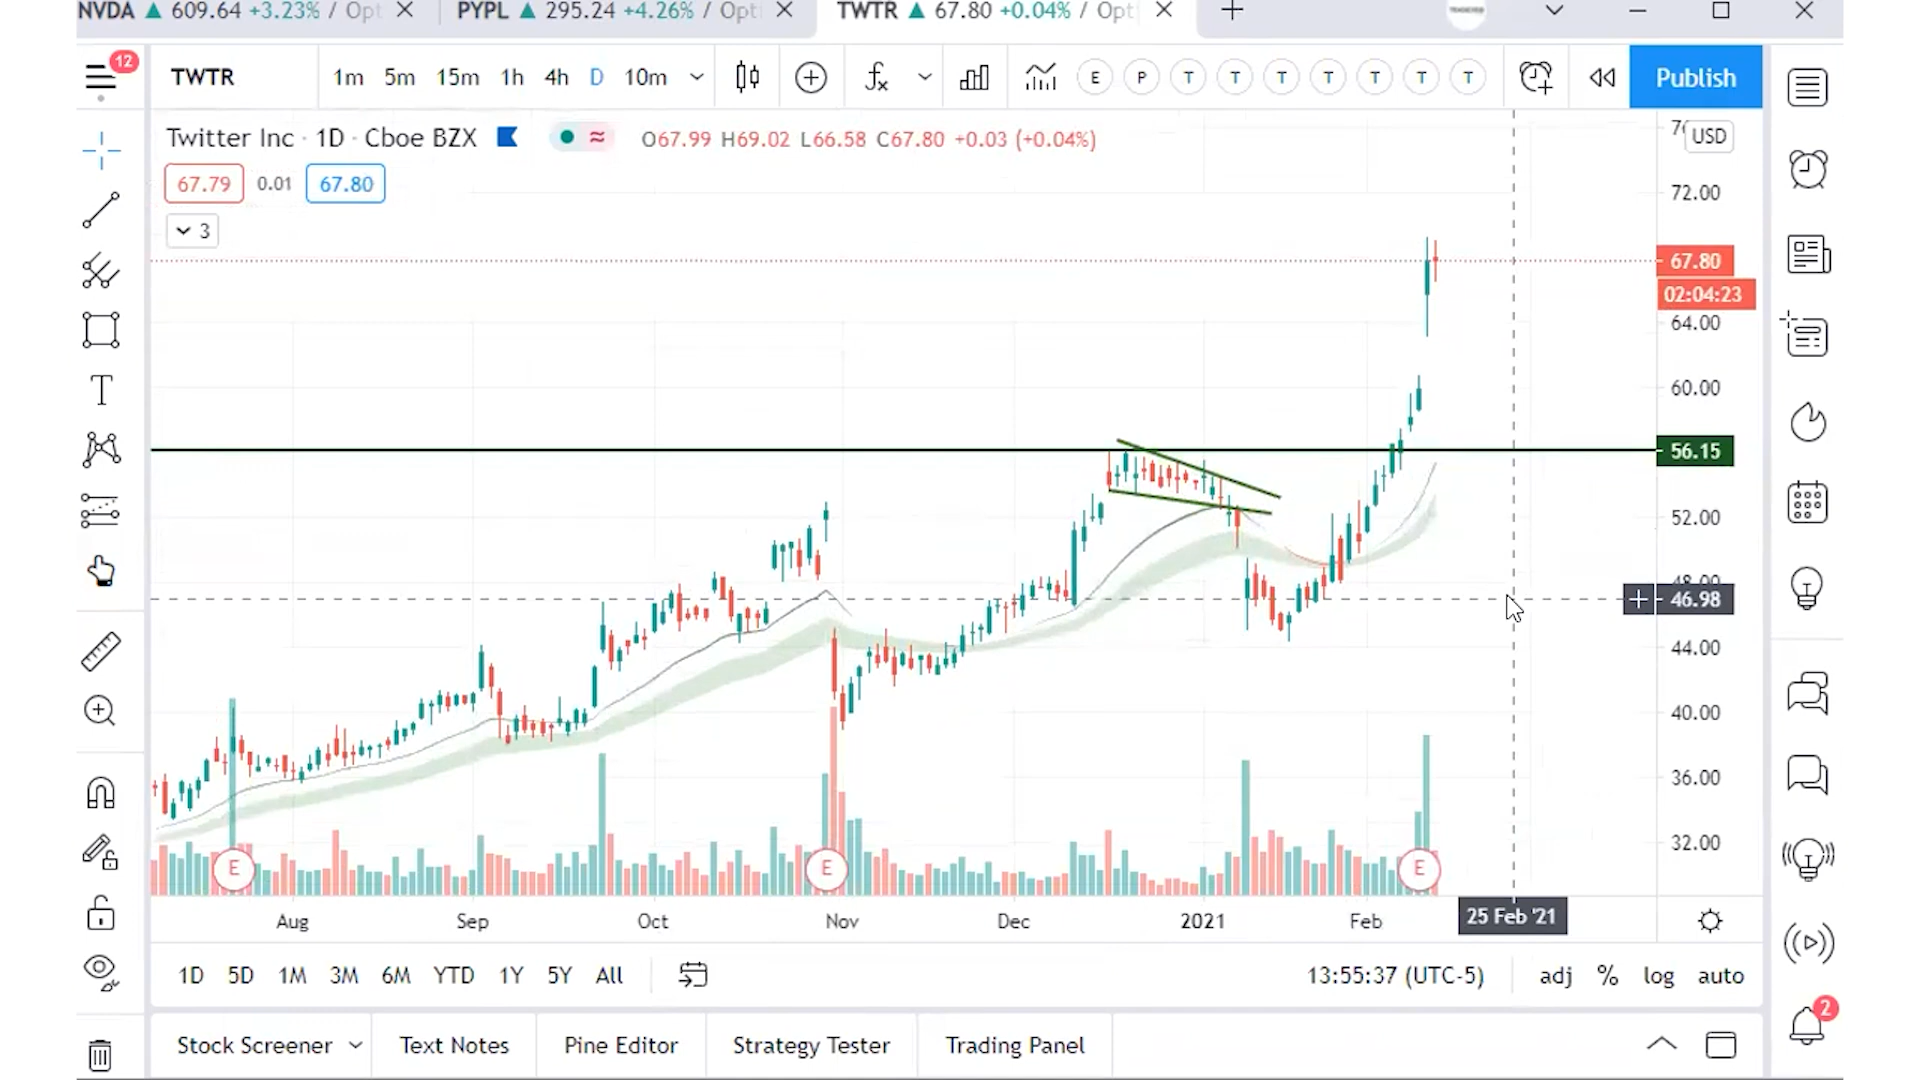 NVDA ▲ 609.64 +3.23% / Opt
PYPL ▲ 295.24 +4.26% / Opt
TWTR ▲ 67.80 +0.04% / Opt
12
TWTR 1m 5m 15m 1h 4h D 10m
E P T T T T T T T
Publish
Twitter Inc · 1D · Cboe BZX
O67.99 H69.02 L66.58 C67.80 +0.03 (+0.04%)
USD
67.79 0.01 67.80
3
72.00
67.80
02:04:23
64.00
60.00
56.15
52.00
48.00
46.98
44.00
40.00
36.00
32.00
E E E
Aug Sep Oct Nov Dec 2021 Feb 25 Feb '21
1D 5D 1M 3M 6M YTD 1Y 5Y All
13:55:37 (UTC-5) adj % log auto
2
Stock Screener Text Notes Pine Editor Strategy Tester Trading Panel